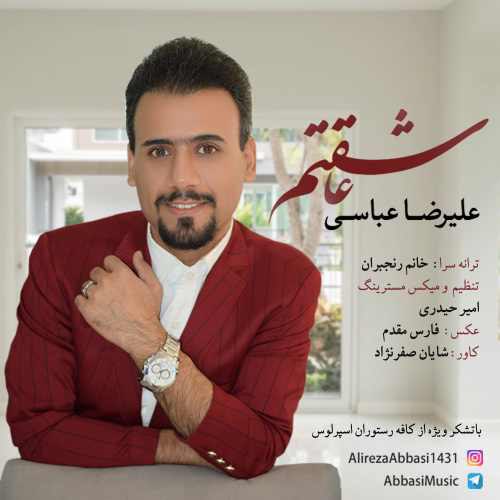 عاشقتم
علیرضا عباسی
ترانه سرا : خانم رنجبران
تنظیم و میکس مسترینگ
امیر حیدری
عکس : فارس مقدم
کاور : شایان صفرنژاد
باتشکر ویژه از کافه رستوران اسپرلوس
AlirezaAbbasi1431
AbbasiMusic